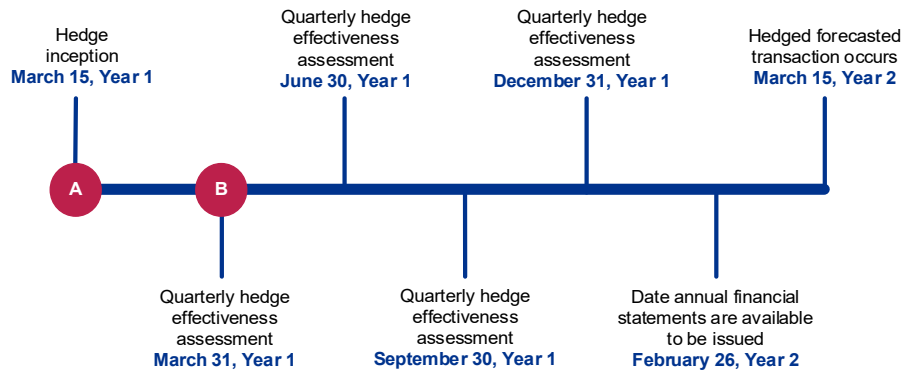 Hedge
inception
March 15, Year 1
Quarterly hedge
effectiveness
assessment
June 30, Year 1
Quarterly hedge
effectiveness
assessment
December 31, Year 1
Hedged forecasted
transaction occurs
March 15, Year 2
A
B
Quarterly hedge
effectiveness
assessment
March 31, Year 1
Quarterly hedge
effectiveness
assessment
September 30, Year 1
Date annual financial
statements are available
to be issued
February 26, Year 2